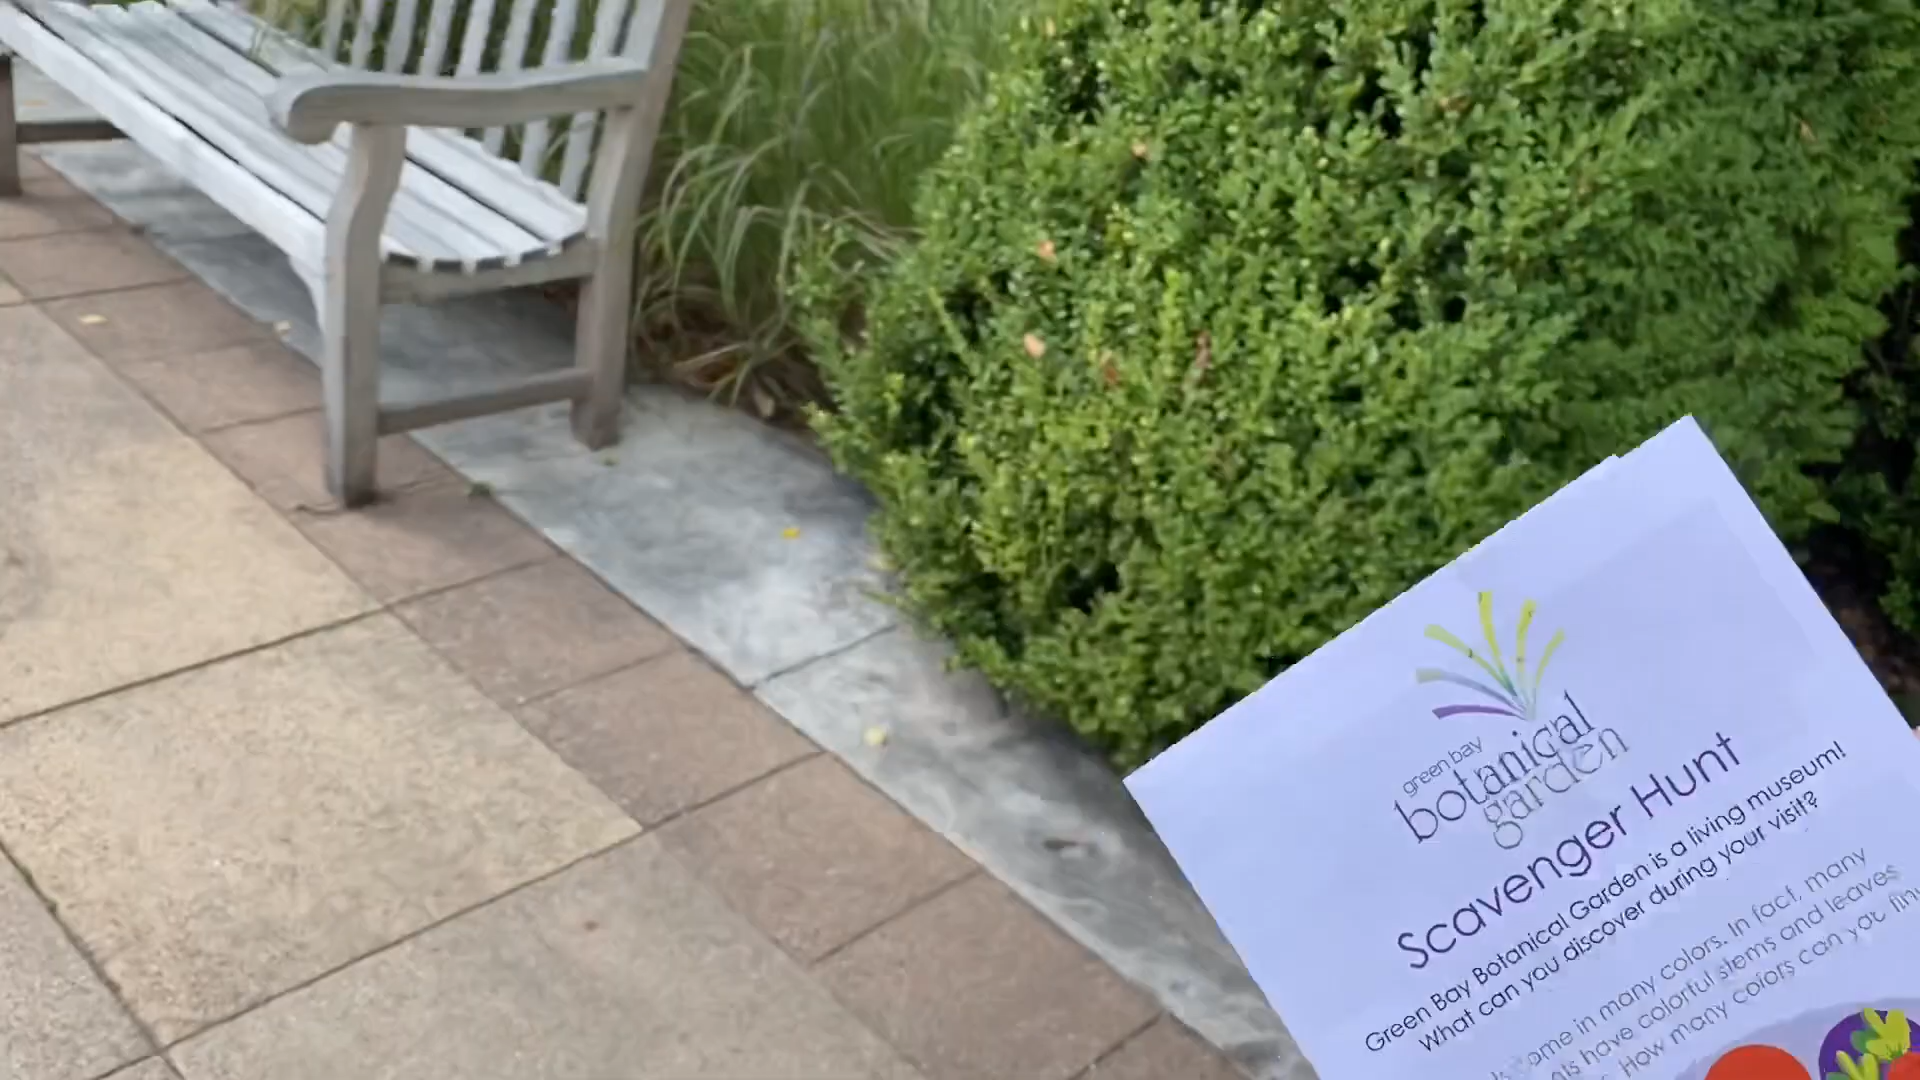 green bay
botanical
garden
Scavenger Hunt
Green Bay Botanical Garden is a living museum!
What can you discover during your visit?
in many colors. In fact, many
have colorful stems and leaves
How many colors can you